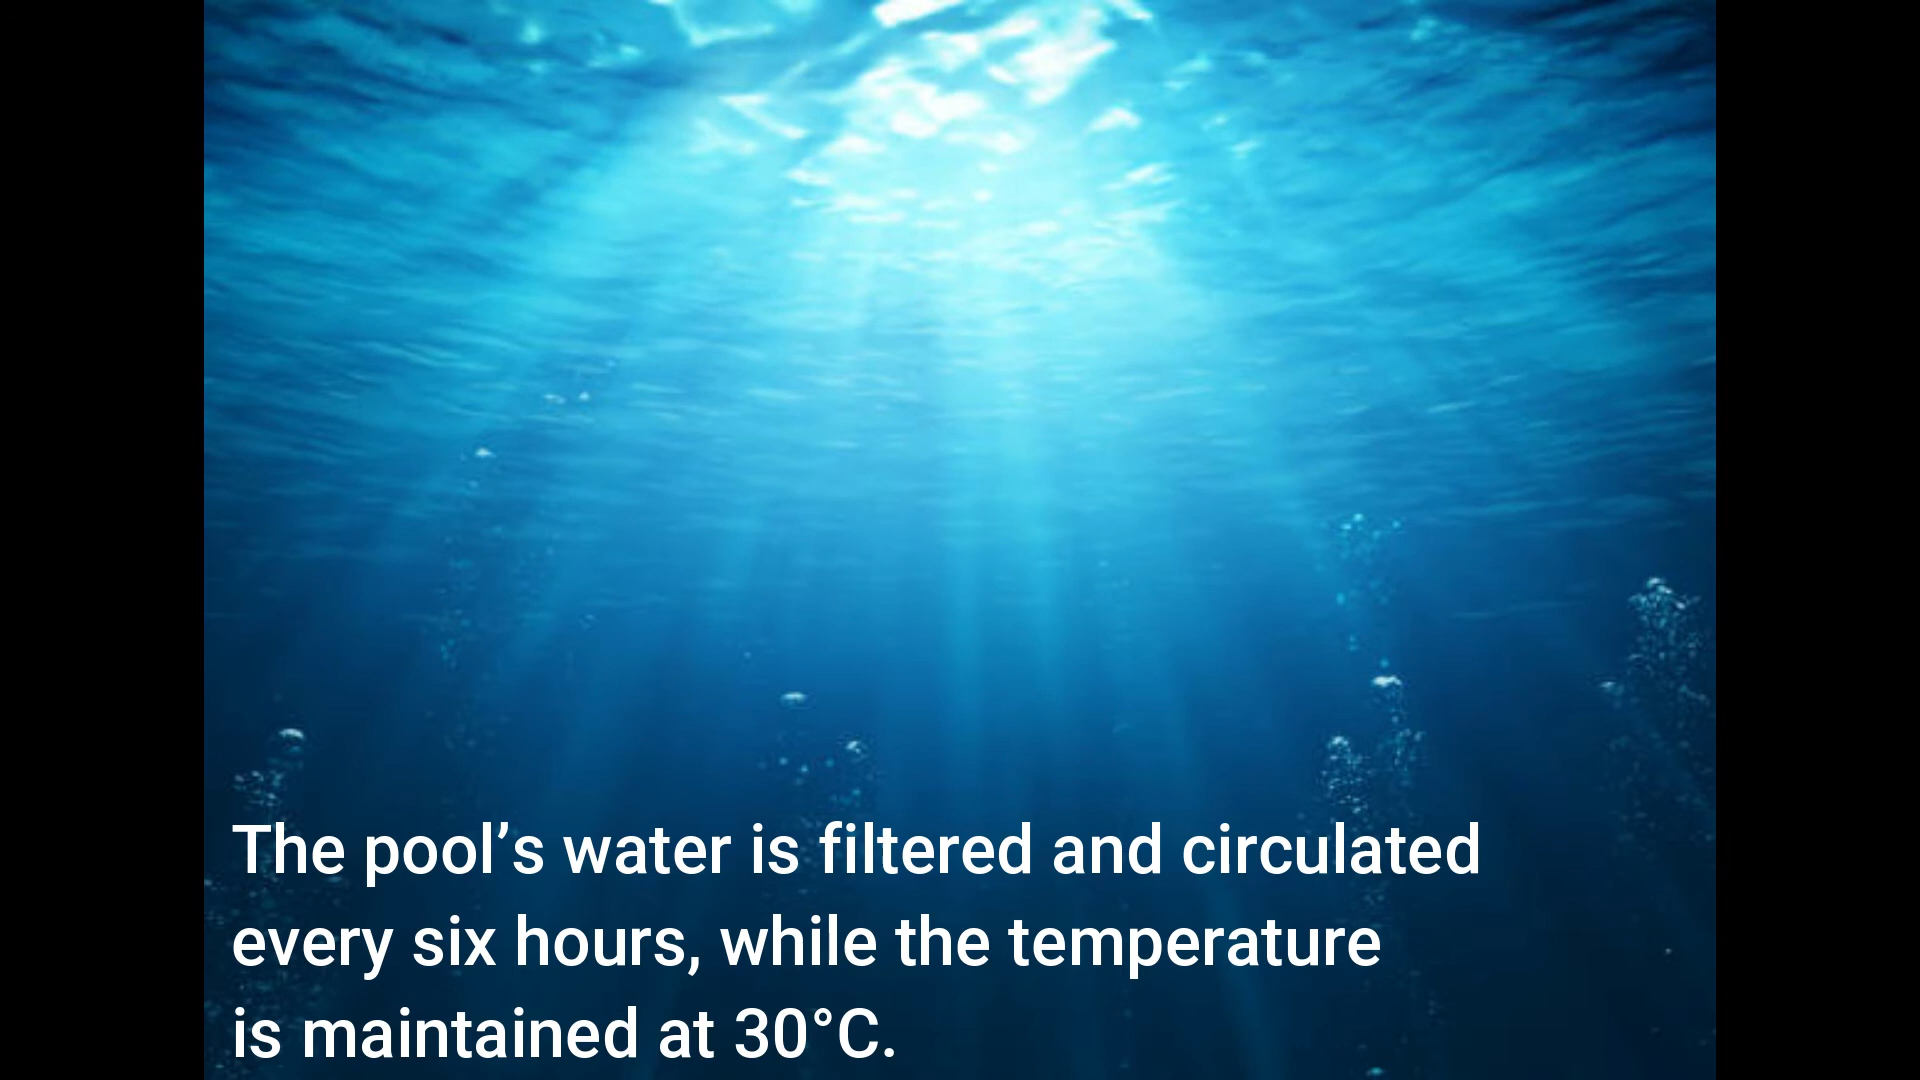 The pool’s water is filtered and circulated
every six hours, while the temperature
is maintained at 30°C.